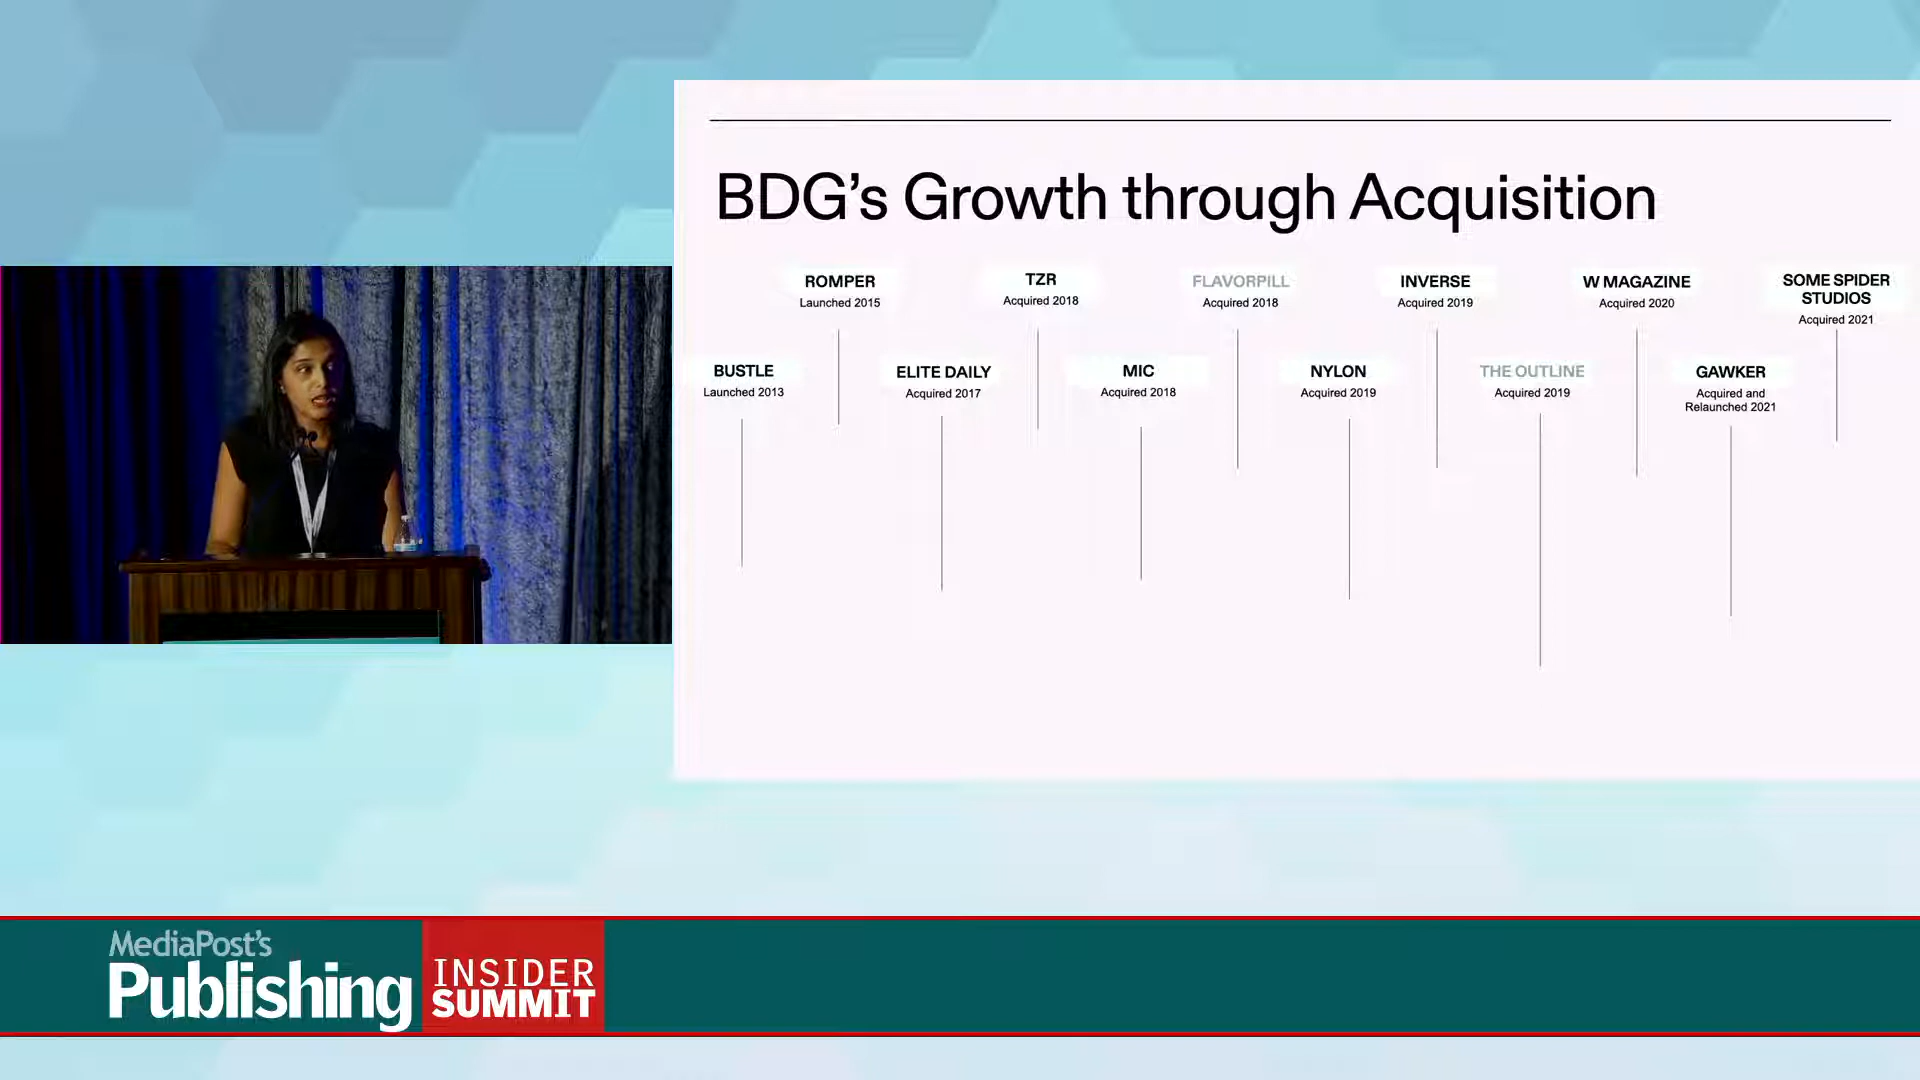 BDG's Growth through Acquisition
ROMPER
Launched 2015
TZR
Acquired 2018
FLAVORPILL
Acquired 2018
INVERSE
Acquired 2019
W MAGAZINE
Acquired 2020
SOME SPIDER
STUDIOS
Acquired 2021
BUSTLE
Launched 2013
ELITE DAILY
Acquired 2017
MIC
Acquired 2018
NYLON
Acquired 2019
THE OUTLINE
Acquired 2019
GAWKER
Acquired and
Relaunched 2021
MediaPost's
Publishing
INSIDER
SUMMIT